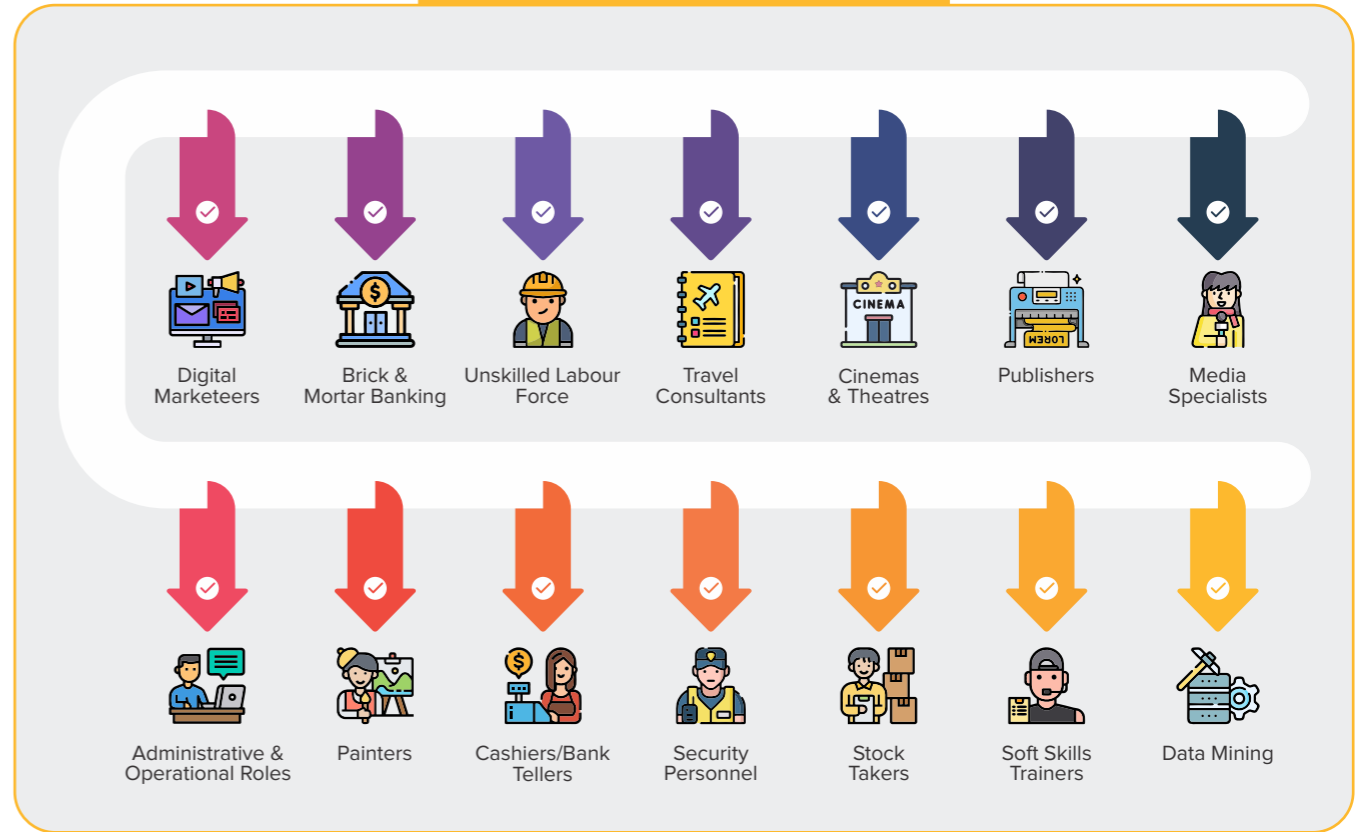 Digital
Marketeers
Brick &
Mortar Banking
Unskilled Labour
Force
Travel
Consultants
CINEMA
Cinemas
& Theatres
LOREM
Publishers
Media
Specialists
Administrative &
Operational Roles
Painters
Cashiers/Bank
Tellers
Security
Personnel
Stock
Takers
Soft Skills
Trainers
Data Mining